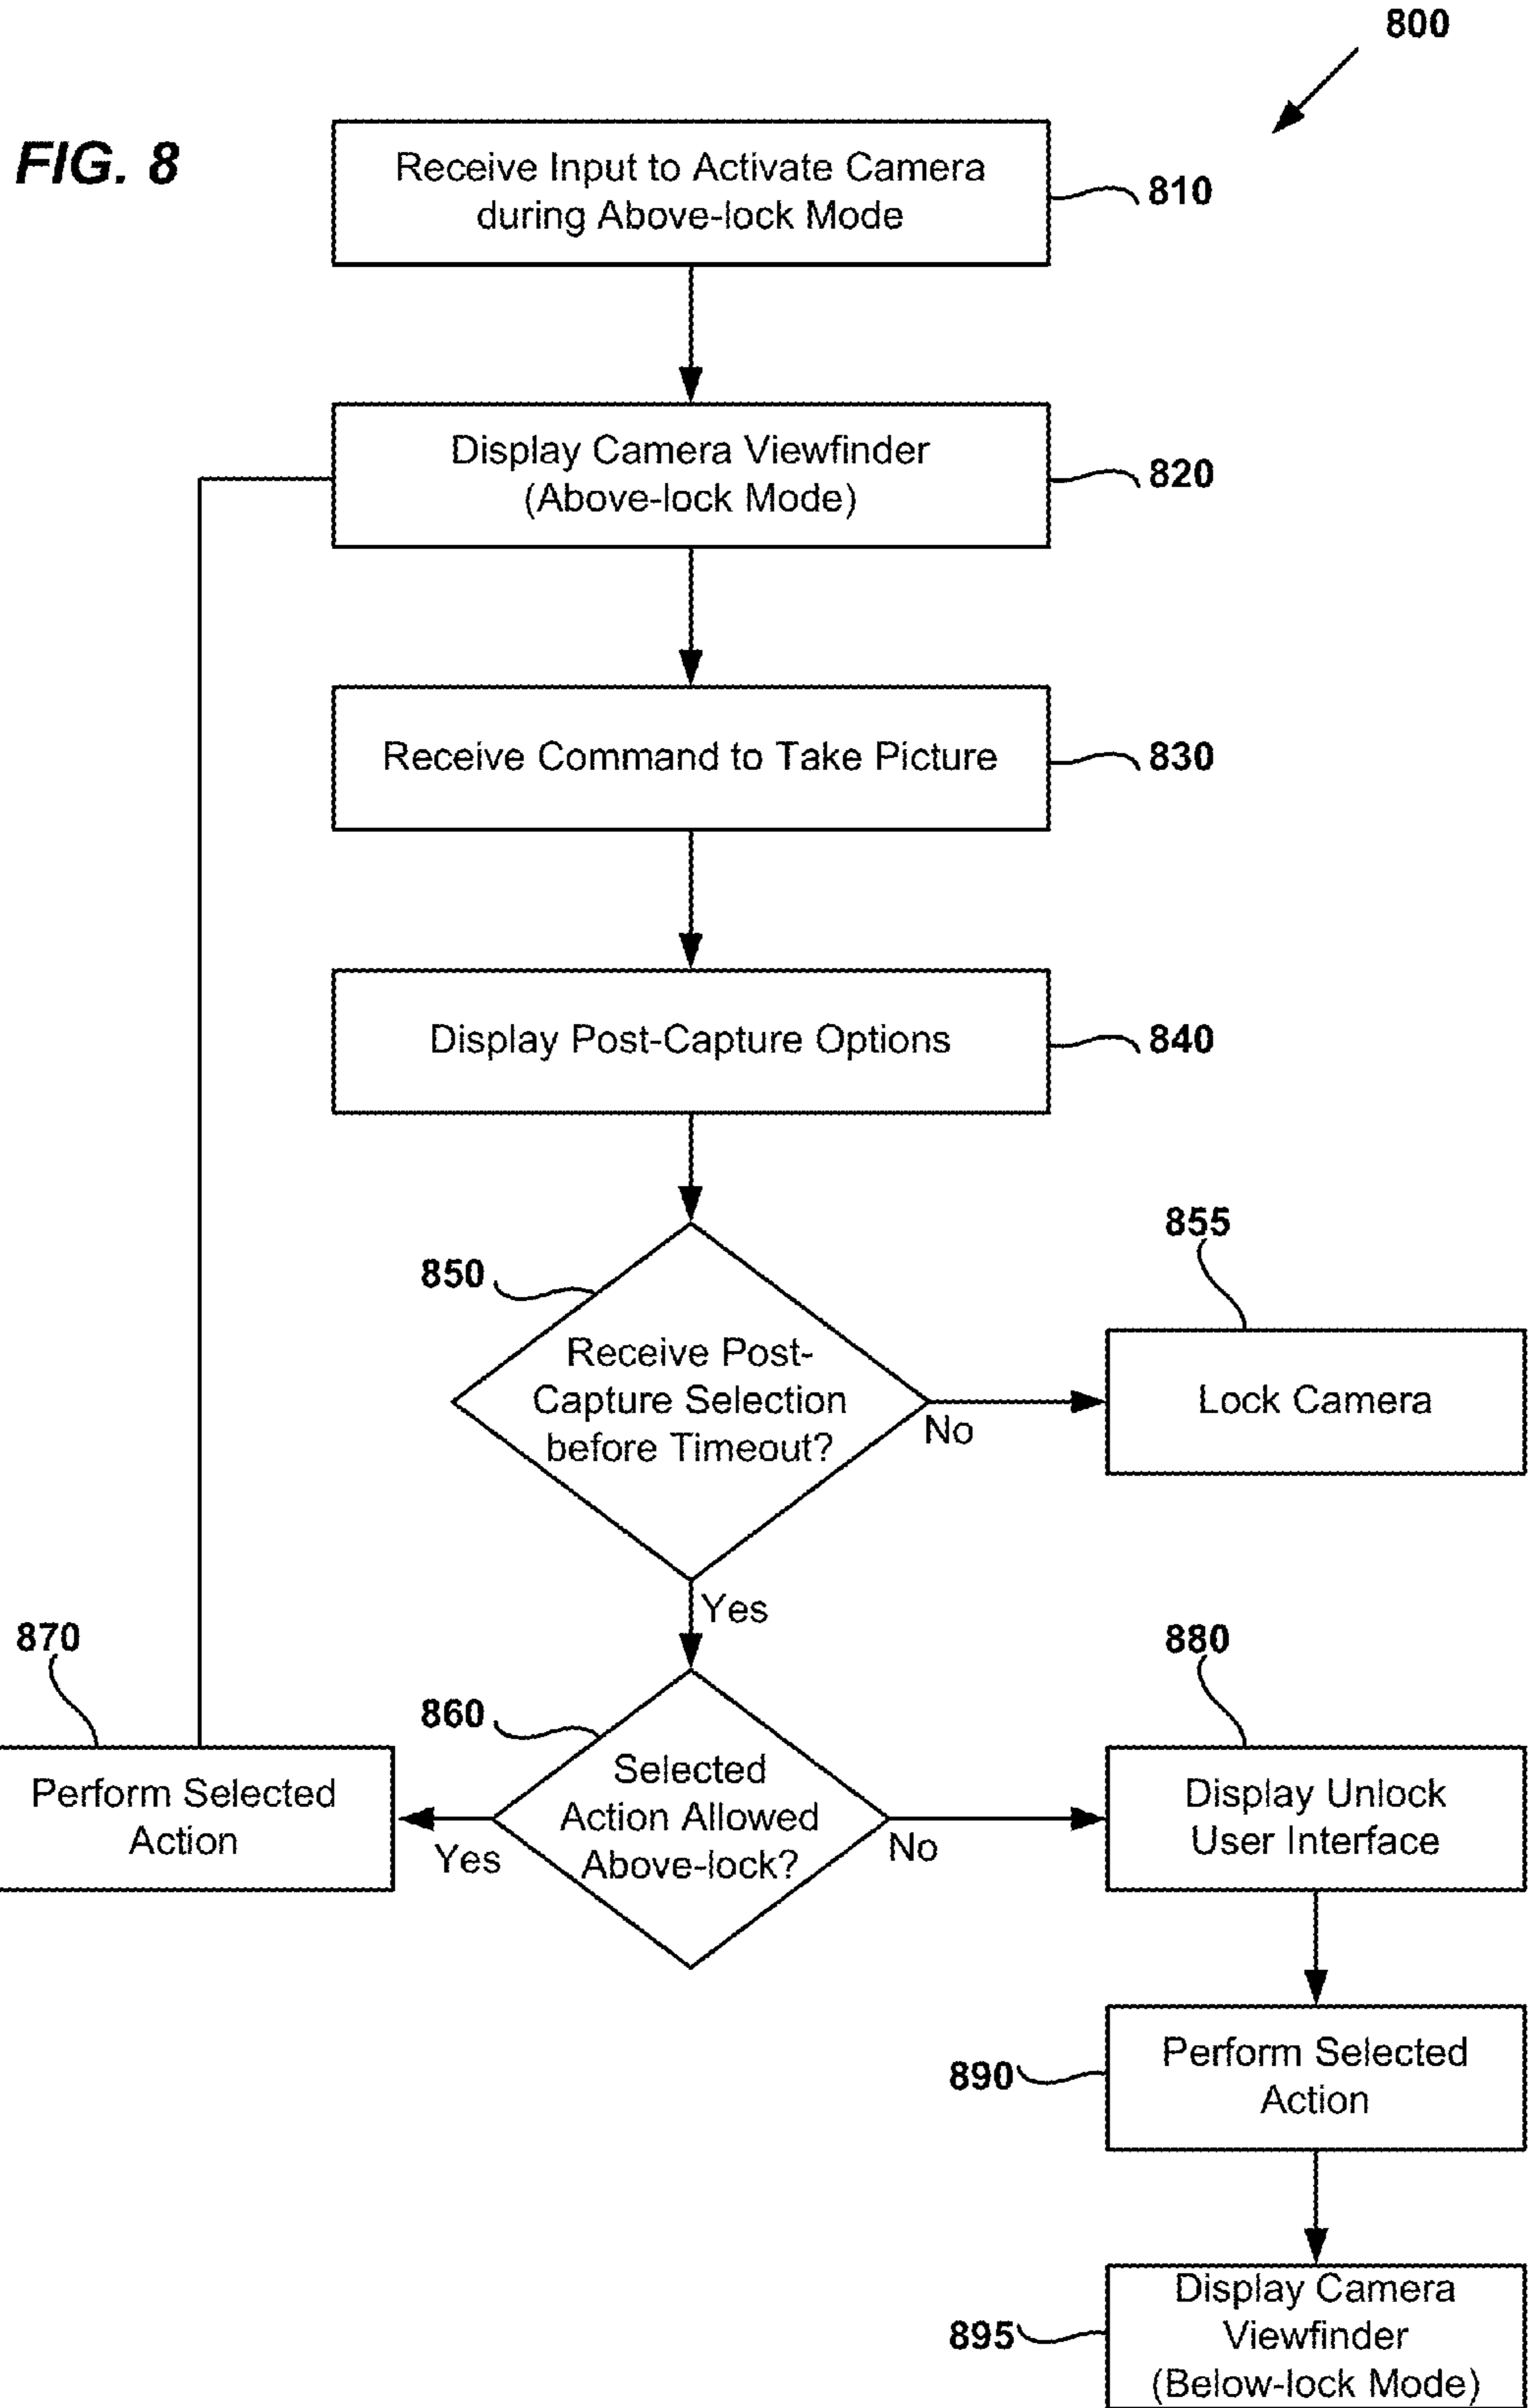 800
FIG. 8
Receive Input to Activate Camera
during Above-lock Mode
810
Display Camera Viewfinder
(Above-lock Mode)
820
Receive Command to Take Picture
830
Display Post-Capture Options
840
850
Receive Post-
Capture Selection
before Timeout?
No
855
Lock Camera
Yes
860
Selected
Action Allowed
Above-lock?
Yes
No
870
Perform Selected
Action
880
Display Unlock
User Interface
890
Perform Selected
Action
895
Display Camera
Viewfinder
(Below-lock Mode)